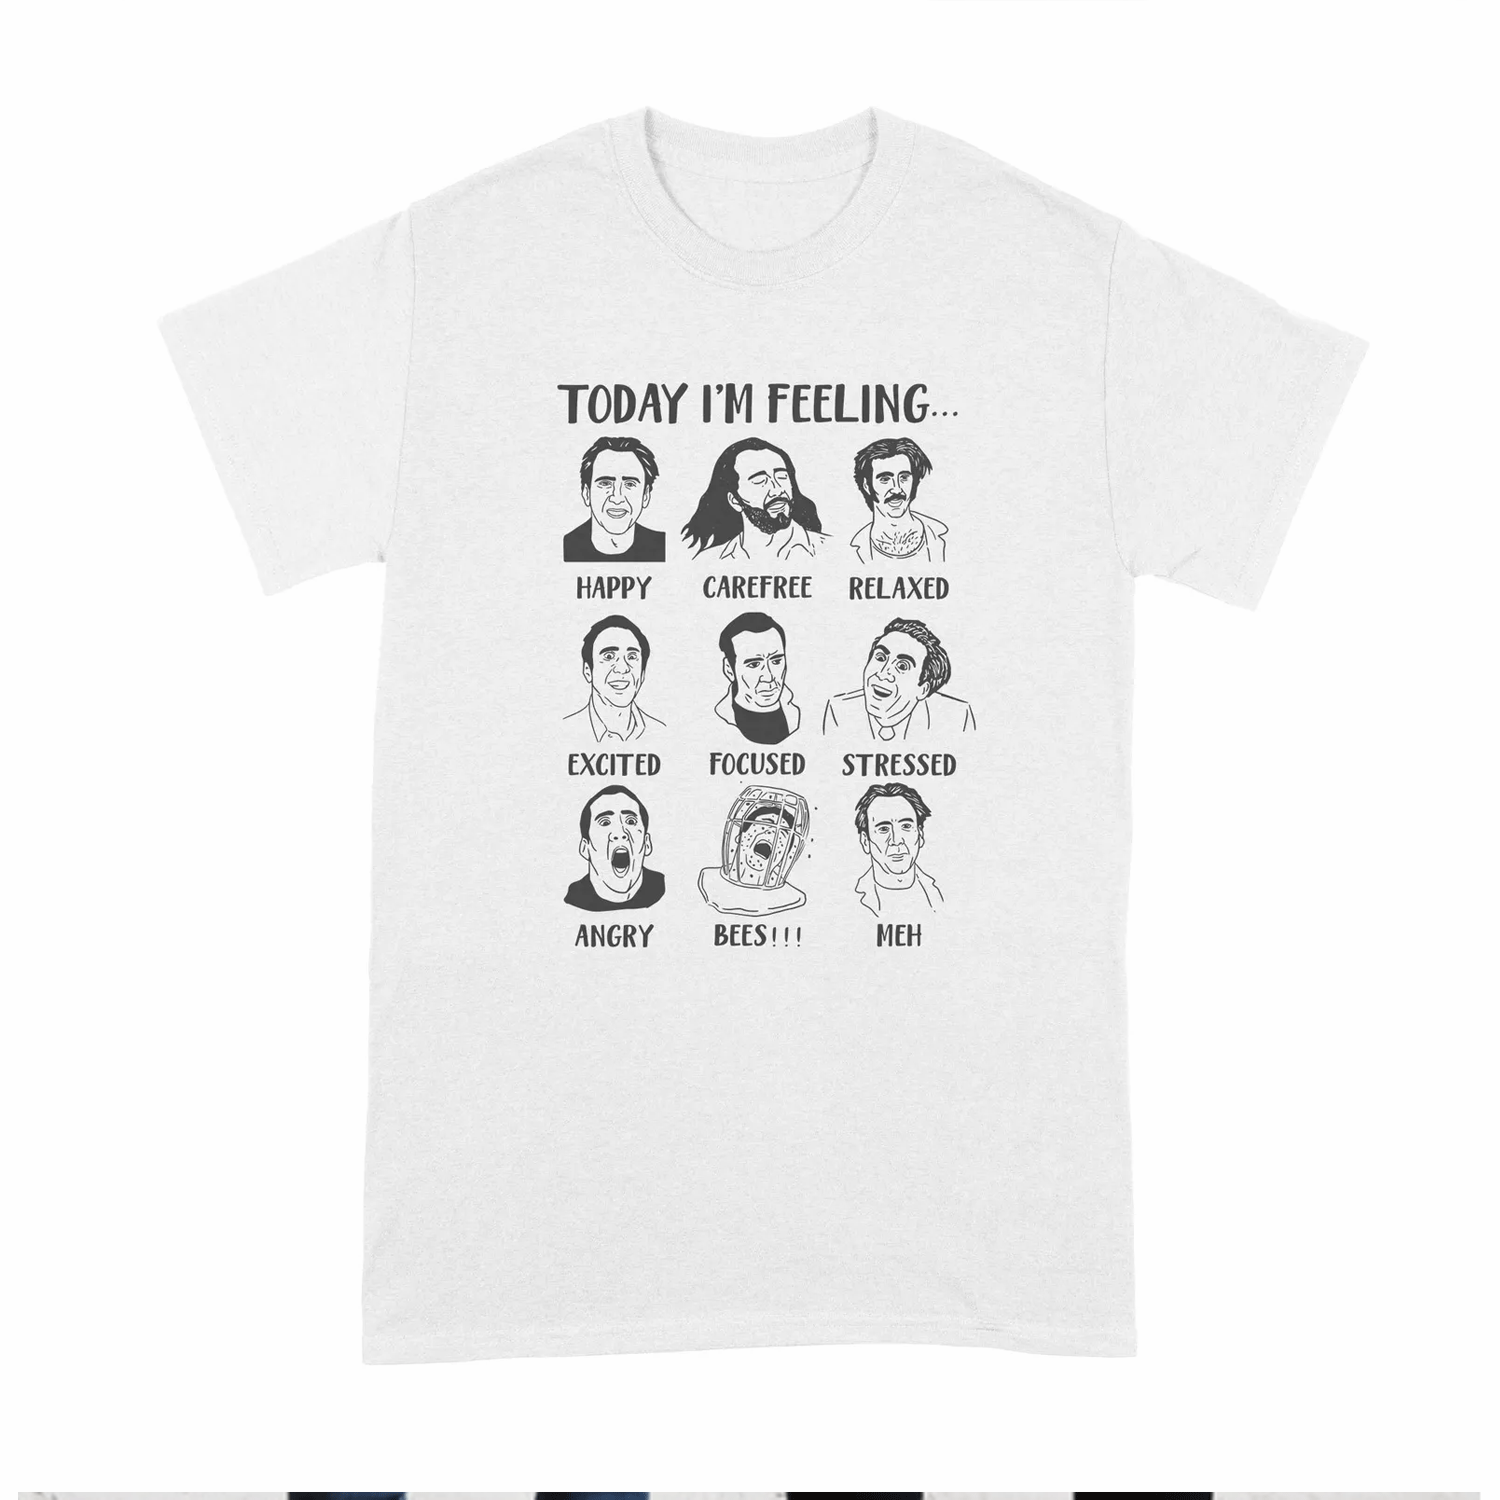 TODAY I'M FEELING...
HAPPY CAREFREE RELAXED
EXCITED FOCUSED STRESSED
ANGRY BEES!!! MEH